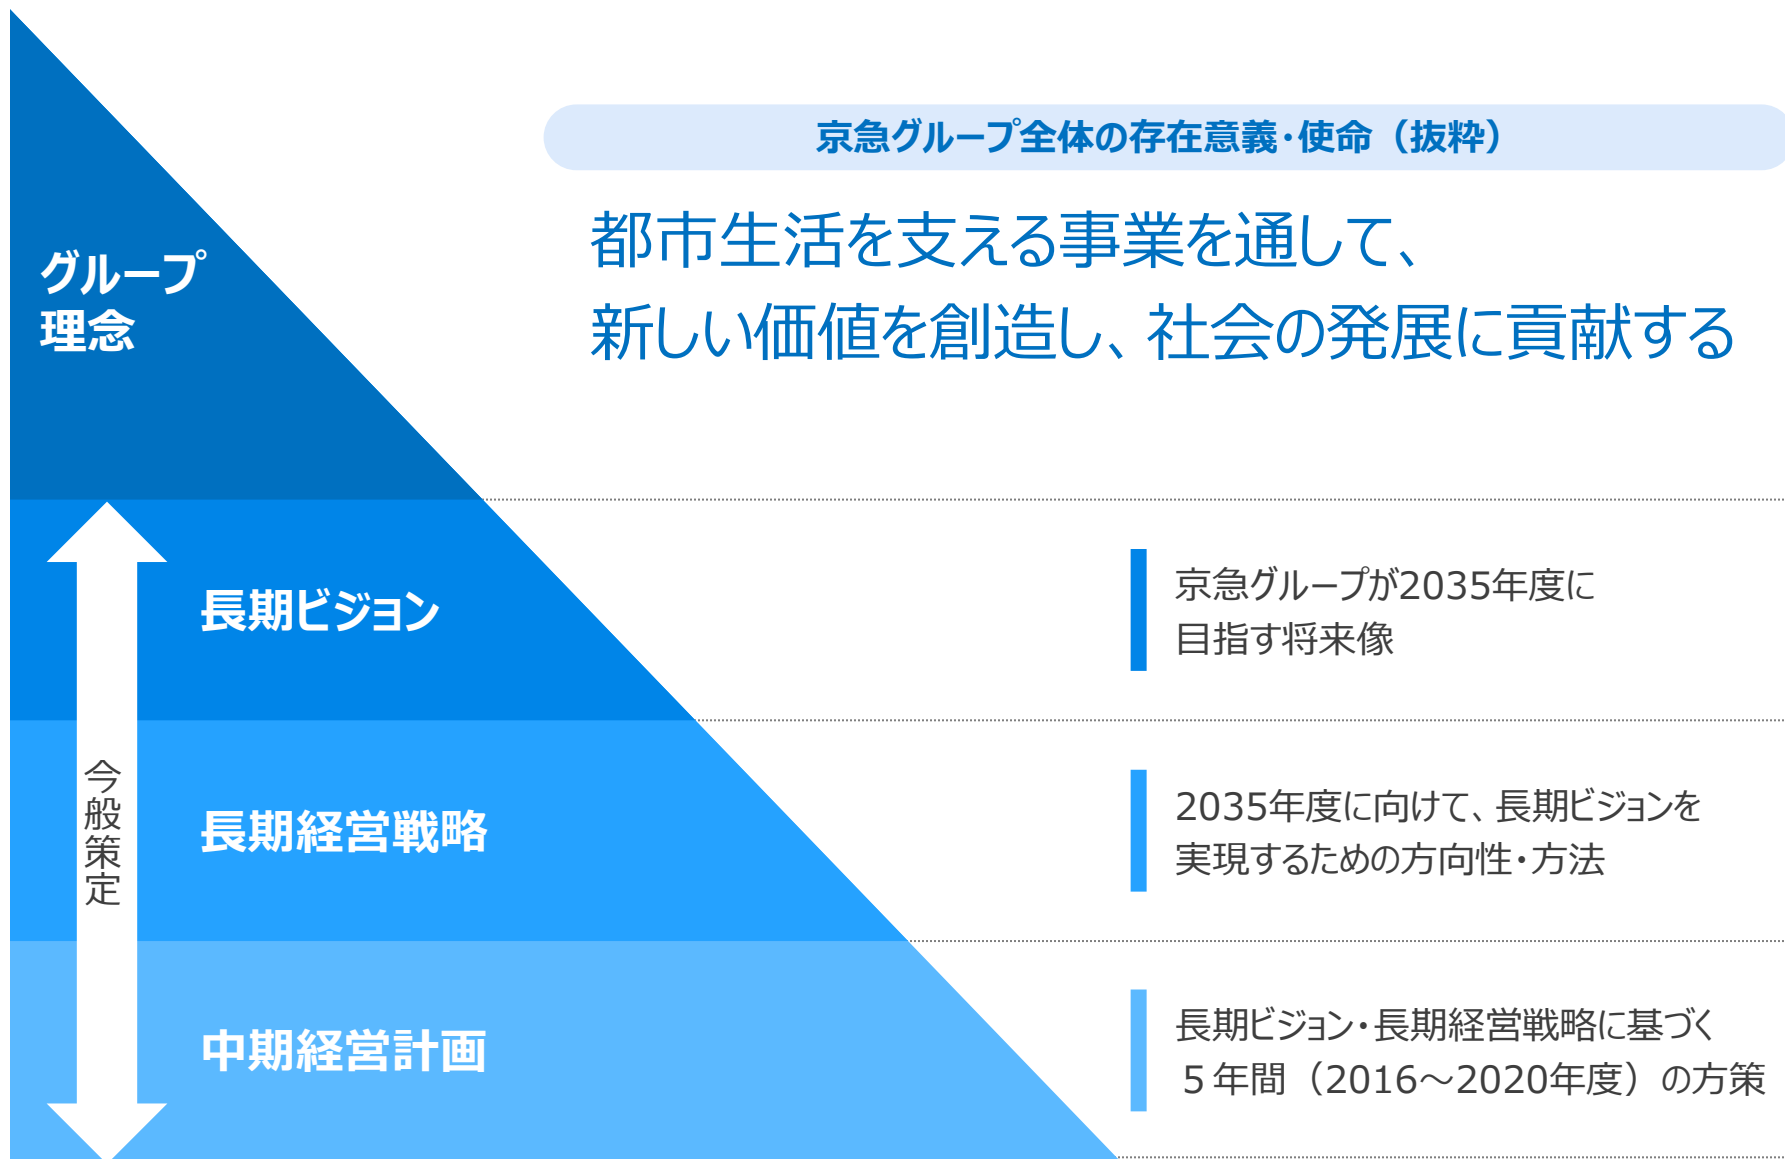 京急グループ全体の存在意義･使命（抜粋）
都市生活を支える事業を通して、
新しい価値を創造し、社会の発展に貢献する
グループ
理念
長期ビジョン
京急グループが2035年度に
目指す将来像
今般策定
長期経営戦略
2035年度に向けて、長期ビジョンを
実現するための方向性・方法
中期経営計画
長期ビジョン・長期経営戦略に基づく
５年間（2016～2020年度）の方策